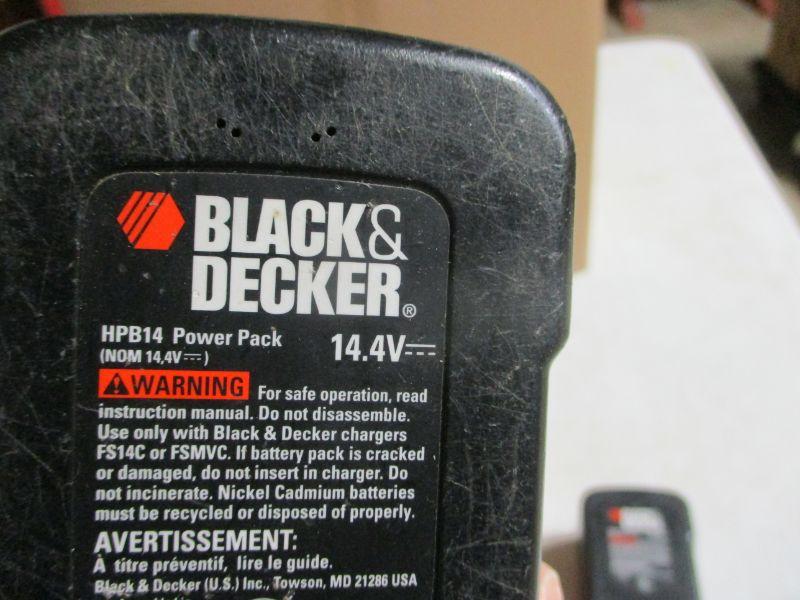 BLACK&
DECKER®
HPB14 Power Pack
14.4V⎓
(NOM 14,4V⎓)
⚠WARNING For safe operation, read
instruction manual. Do not disassemble.
Use only with Black & Decker chargers
FS14C or FSMVC. If battery pack is cracked
or damaged, do not insert in charger. Do
not incinerate. Nickel Cadmium batteries
must be recycled or disposed of properly.
AVERTISSEMENT:
À titre préventif, lire le guide.
Black & Decker (U.S.) Inc., Towson, MD 21286 USA